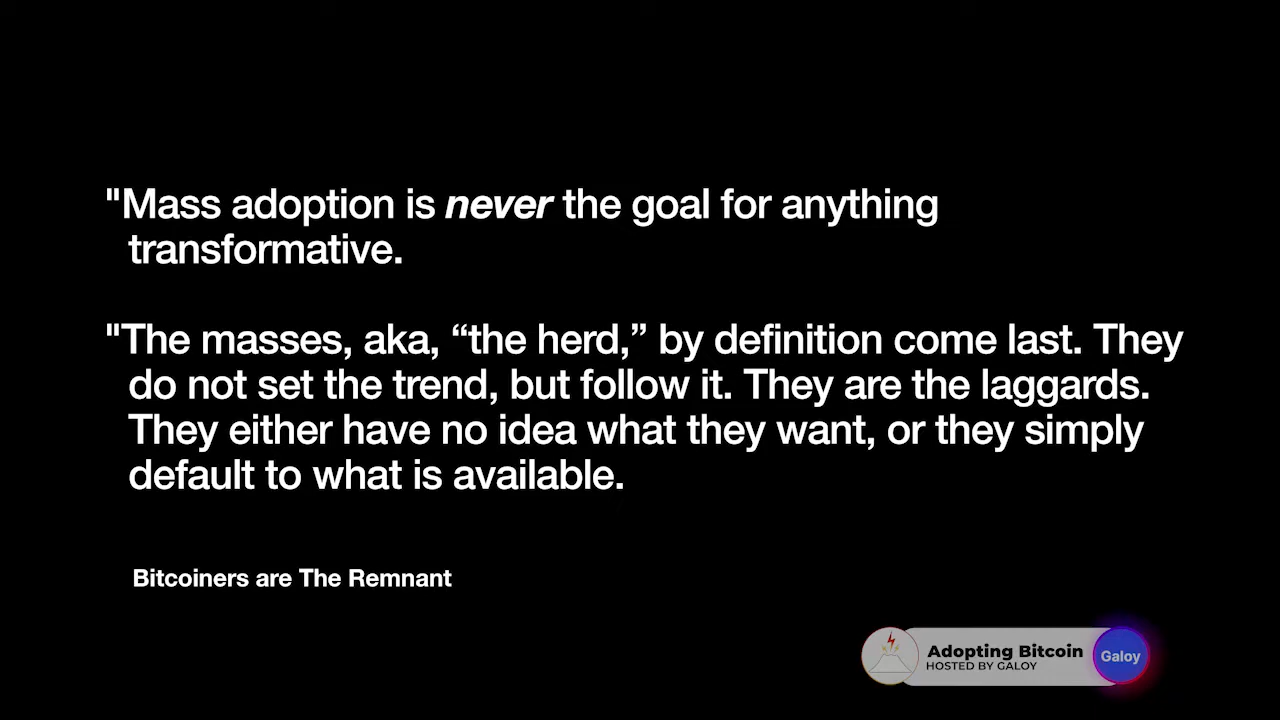 "Mass adoption is never the goal for anything
transformative.
"The masses, aka, “the herd,” by definition come last. They
do not set the trend, but follow it. They are the laggards.
They either have no idea what they want, or they simply
default to what is available.
Bitcoiners are The Remnant
Adopting Bitcoin
HOSTED BY GALOY
Galoy